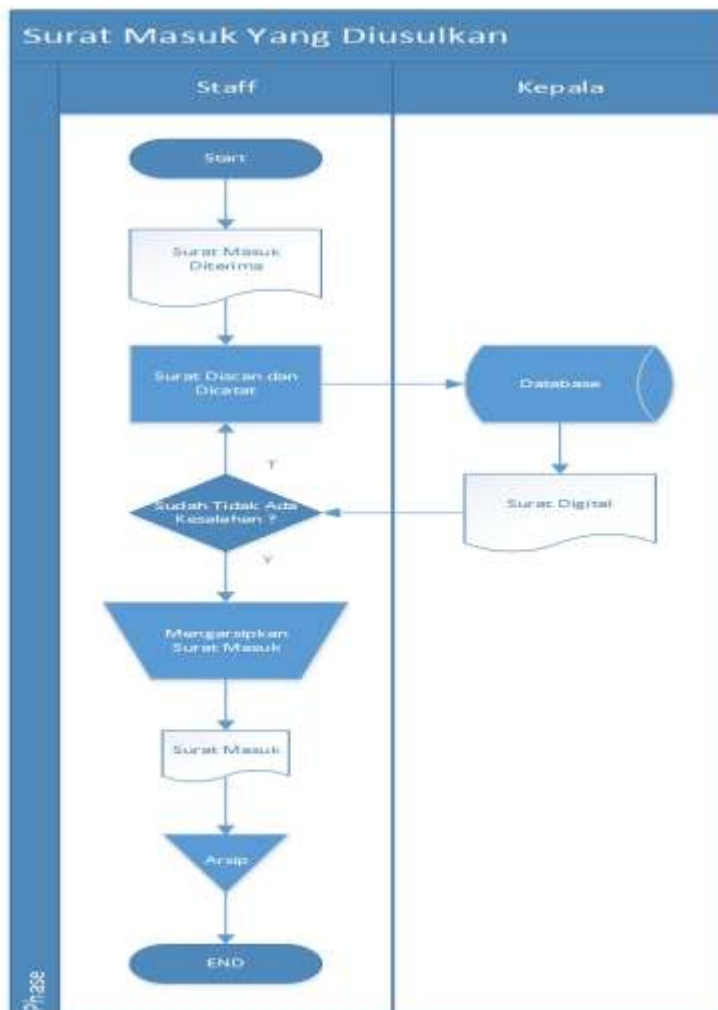 Surat Masuk Yang Diusulkan
Staff
Kepala
Start
Surat Masuk
Diterima
Surat Discan dan
Dicatat
Database
T
Surat Digital
Sudah Tidak Ada
Kesalahan ?
Y
Mengarsipkan
Surat Masuk
Surat Masuk
Arsip
END
Phase